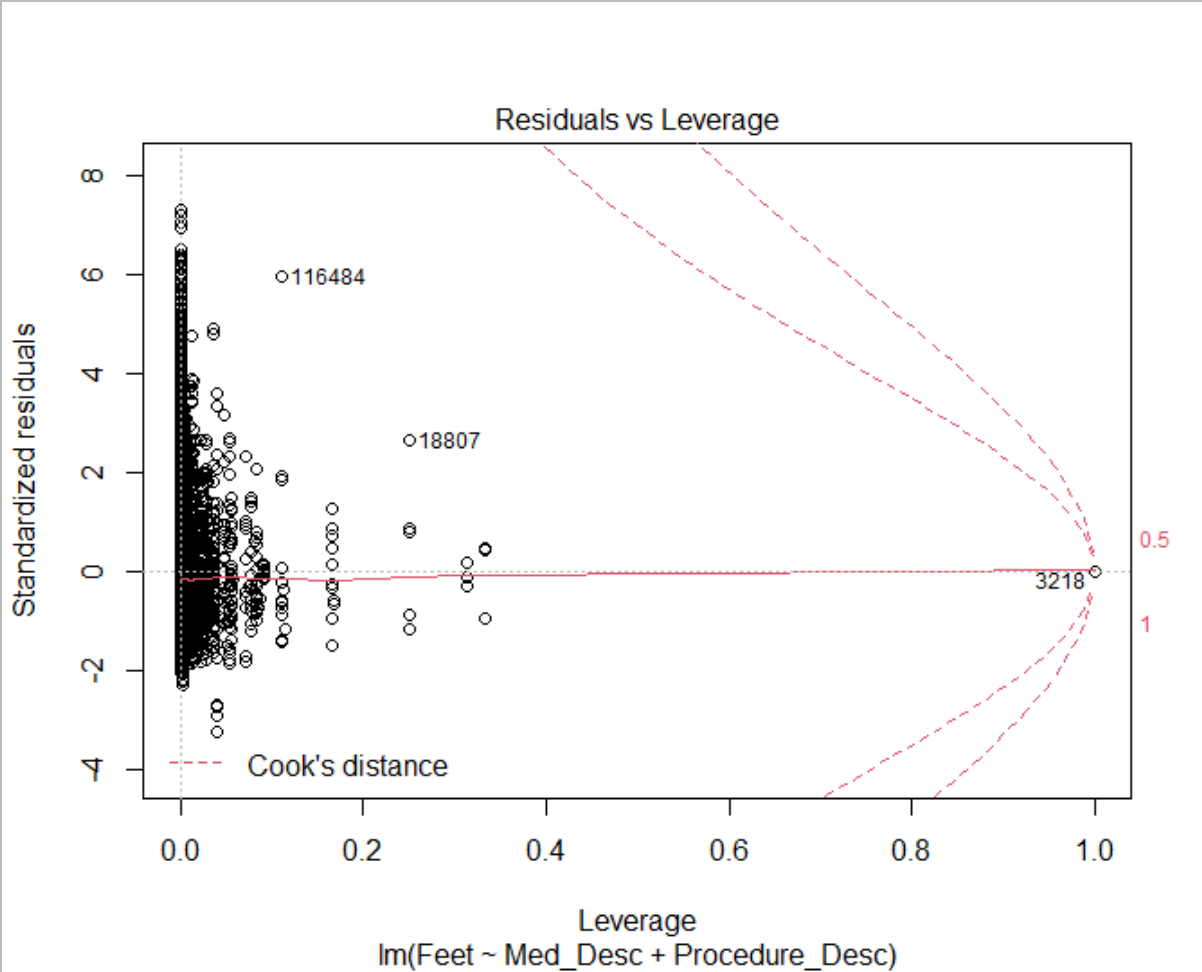 Residuals vs Leverage
Standardized residuals
8
6
4
2
0
-2
-4
116484
18807
3218
0.5
1
Cook's distance
0.0 0.2 0.4 0.6 0.8 1.0
Leverage
lm(Feet ~ Med_Desc + Procedure_Desc)